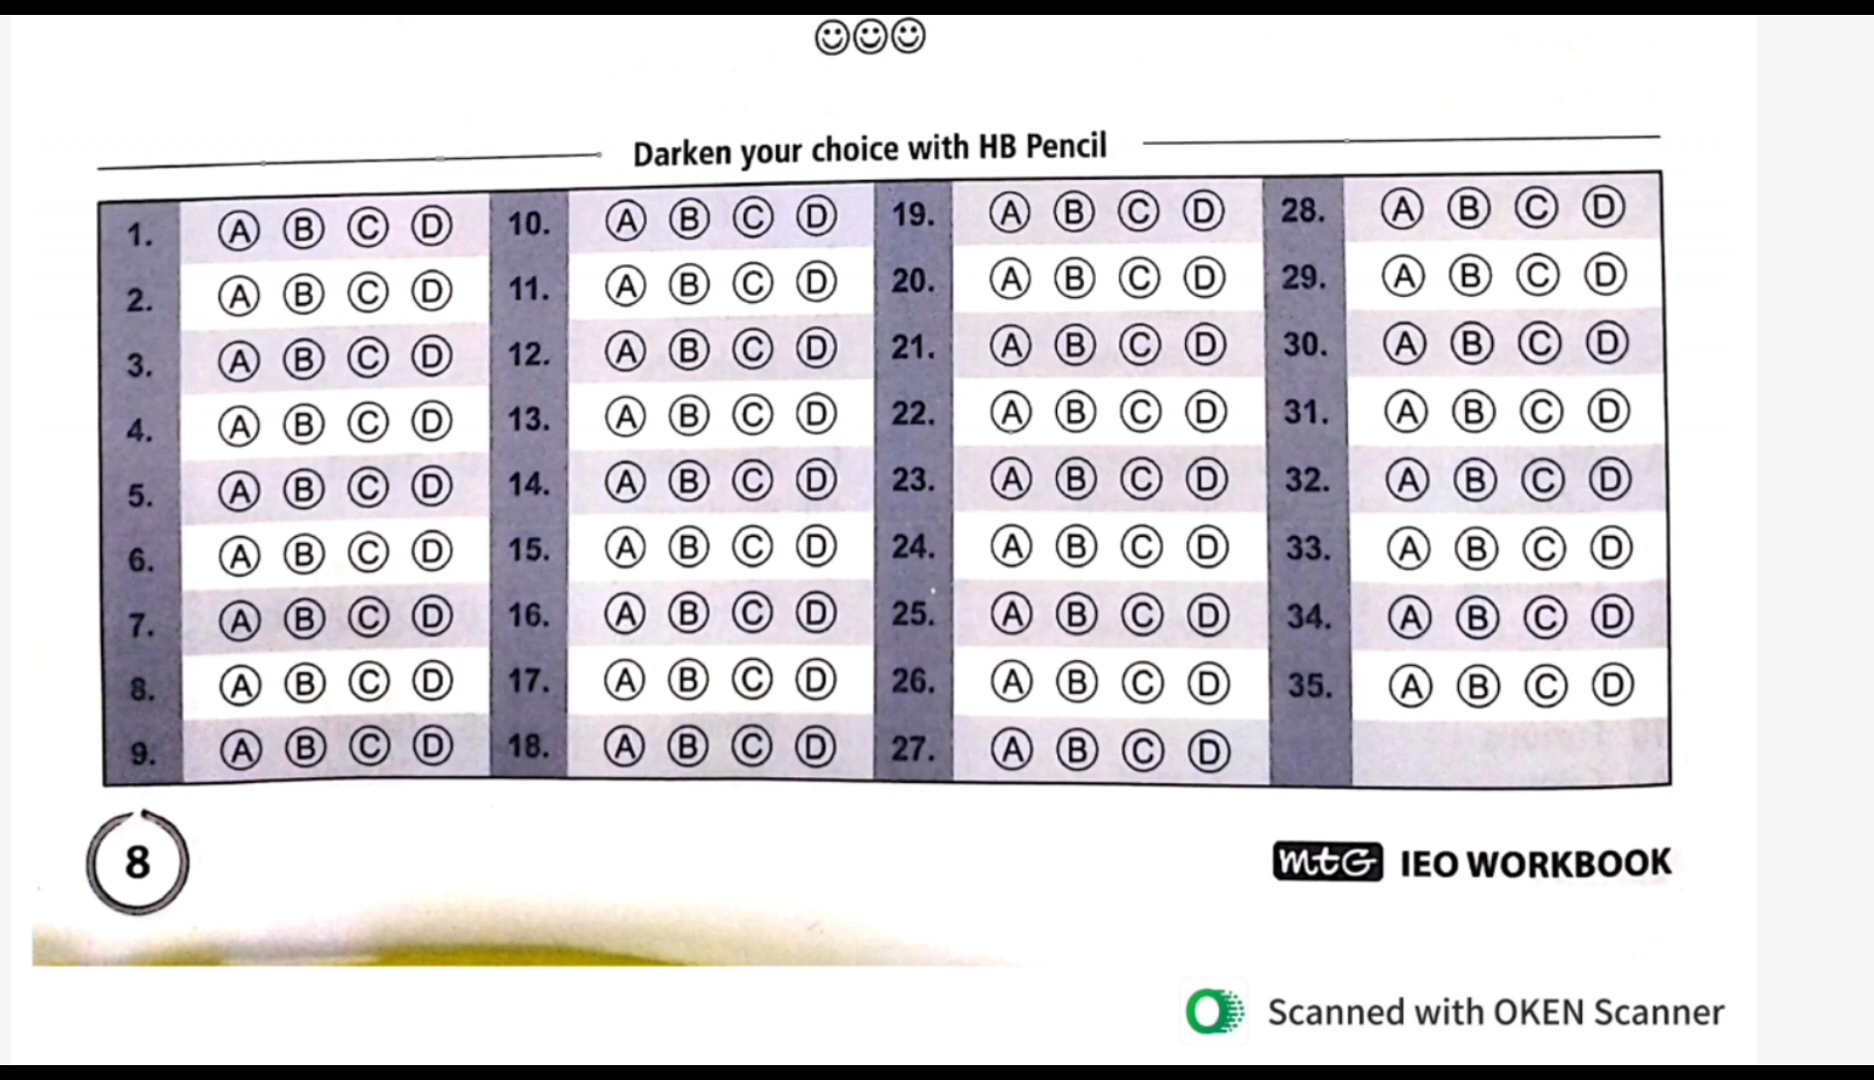 Darken your choice with HB Pencil
1. A B C D 10. A B C D 19. A B C D 28. A B C D
2. A B C D 11. A B C D 20. A B C D 29. A B C D
3. A B C D 12. A B C D 21. A B C D 30. A B C D
4. A B C D 13. A B C D 22. A B C D 31. A B C D
5. A B C D 14. A B C D 23. A B C D 32. A B C D
6. A B C D 15. A B C D 24. A B C D 33. A B C D
7. A B C D 16. A B C D 25. A B C D 34. A B C D
8. A B C D 17. A B C D 26. A B C D 35. A B C D
9. A B C D 18. A B C D 27. A B C D
8 mtG IEO WORKBOOK
Scanned with OKEN Scanner